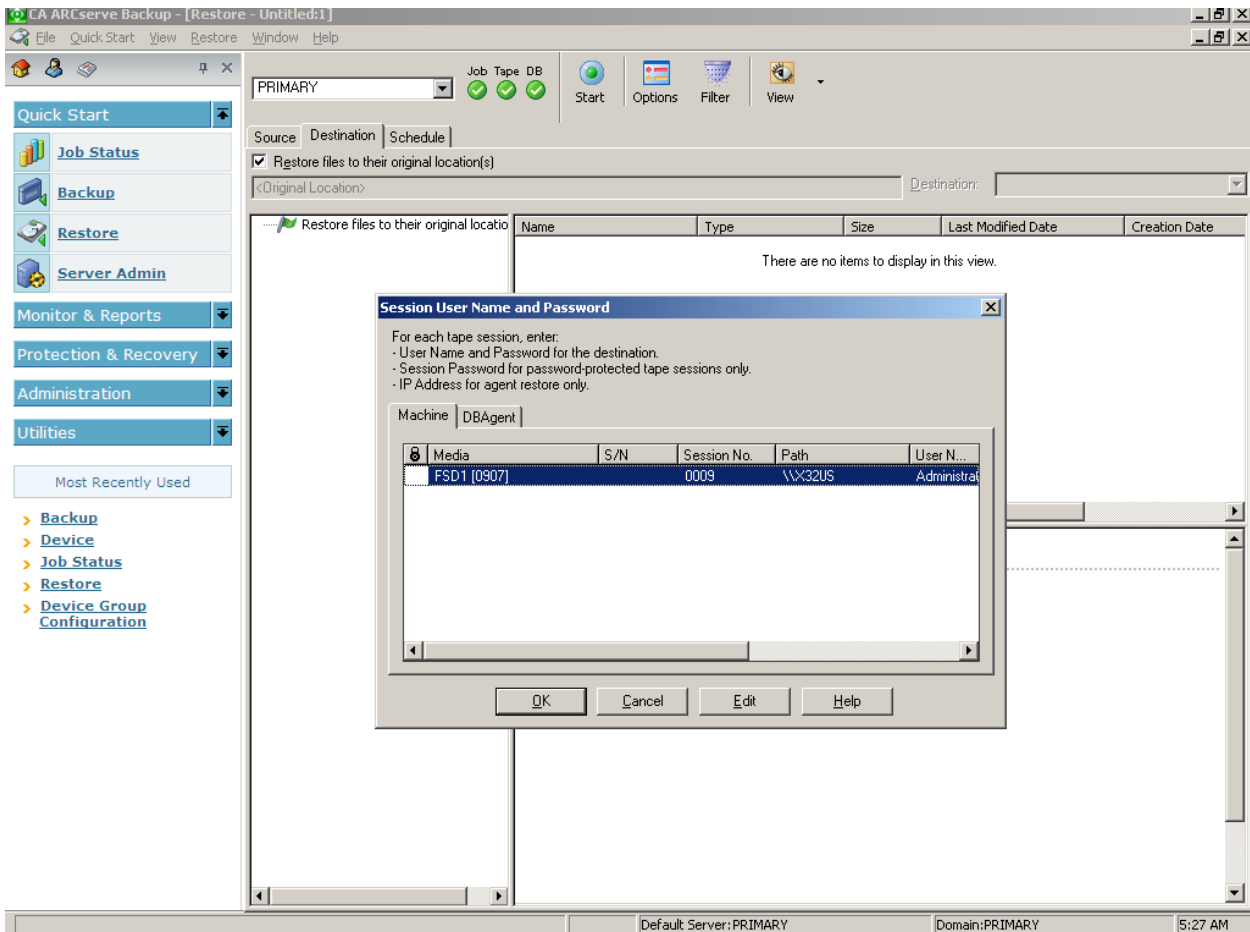 CA ARCserve Backup - [Restore - Untitled:1]
File Quick Start View Restore Window Help
PRIMARY
Job Tape DB
Start
Options
Filter
View
Quick Start
Job Status
Backup
Restore
Server Admin
Monitor & Reports
Protection & Recovery
Administration
Utilities
Most Recently Used
Backup
Device
Job Status
Restore
Device Group
Configuration
Source Destination Schedule
Restore files to their original location(s)
<Original Location>
Destination:
Restore files to their original locatio
Name Type Size Last Modified Date Creation Date
There are no items to display in this view.
Session User Name and Password
For each tape session, enter:
- User Name and Password for the destination.
- Session Password for password-protected tape sessions only.
- IP Address for agent restore only.
Machine DBAgent
Media S/N Session No. Path User N...
FSD1 [0907] 0009 \\X32US Administrat
OK Cancel Edit Help
Default Server:PRIMARY Domain:PRIMARY 5:27 AM